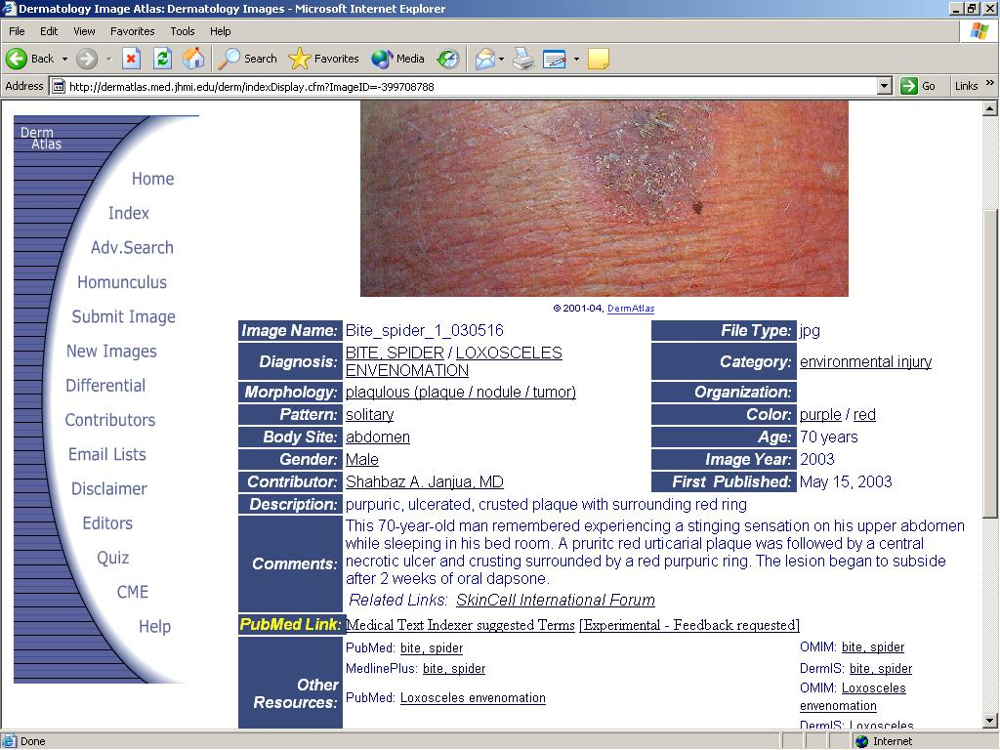 Dermatology Image Atlas: Dermatology Images - Microsoft Internet Explorer
File Edit View Favorites Tools Help
Back Search Favorites Media
Address http://dermatlas.med.jhmi.edu/derm/indexDisplay.cfm?ImageID=-399708788 Go Links »
Derm
Atlas
Home
Index
Adv.Search
Homunculus
Submit Image
New Images
Differential
Contributors
Email Lists
Disclaimer
Editors
Quiz
CME
Help
© 2001-04, DermAtlas
Image Name: Bite_spider_1_030516 File Type: jpg
Diagnosis: BITE, SPIDER / LOXOSCELES
ENVENOMATION
Category: environmental injury
Morphology: plaqulous (plaque / nodule / tumor) Organization:
Pattern: solitary Color: purple / red
Body Site: abdomen Age: 70 years
Gender: Male Image Year: 2003
Contributor: Shahbaz A. Janjua, MD First Published: May 15, 2003
Description: purpuric, ulcerated, crusted plaque with surrounding red ring
Comments: This 70-year-old man remembered experiencing a stinging sensation on his upper abdomen
while sleeping in his bed room. A pruritc red urticarial plaque was followed by a central
necrotic ulcer and crusting surrounded by a red purpuric ring. The lesion began to subside
after 2 weeks of oral dapsone.
Related Links: SkinCell International Forum
PubMed Link: Medical Text Indexer suggested Terms [Experimental - Feedback requested]
Other
Resources:
PubMed: bite, spider OMIM: bite, spider
MedlinePlus: bite, spider DermIS: bite, spider
PubMed: Loxosceles envenomation OMIM: Loxosceles
envenomation
DermIS: Loxosceles
Done Internet